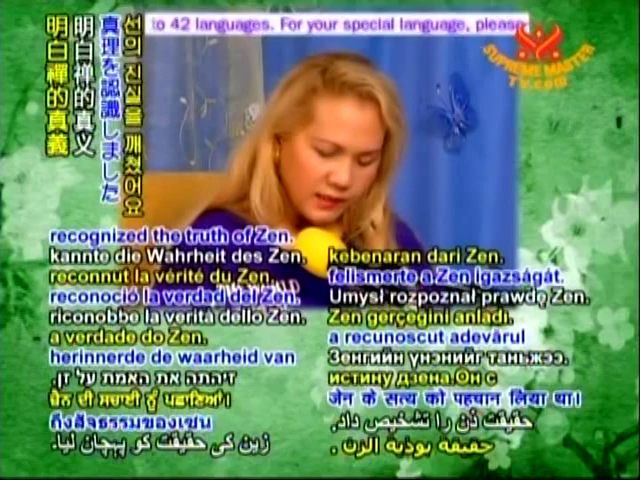 to 42 languages. For your special language, please
SUPREME MASTER
TV.com
明白禪的真義
明白禅的真义
真理を認識しました
선의 진실을 깨쳤어요
recognized the truth of Zen.
kannte die Wahrheit des Zen.
reconnut la vérité du Zen.
reconoció la verdad del Zen.
riconobbe la verità dello Zen.
a verdade do Zen.
herinnerde de waarheid van
זיהתה את האמת על זן.
ਜ਼ੈਨ ਦੀ ਸਚਾਈ ਨੂੰ ਪਛਾਣਿਆਂ।
ถึงสัจธรรมของเซน
زین کی حقیقت کو پہچان لیا.
kebenaran dari Zen.
felismerte a Zen igazságát.
Umysł rozpoznał prawdę Zen.
Zen gerçeğini anladı.
a recunoscut adevărul
Зенгийн үнэнийг таньжээ.
истину дзена.Он с
जेन के सत्य को पहचान लिया था।
حقیقت ذن را تشخیص داد.
حقيقة بوذية الزن.